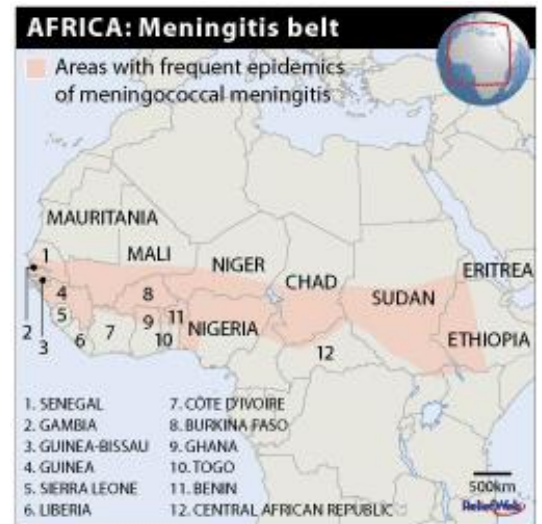 AFRICA: Meningitis belt
Areas with frequent epidemics
of meningococcal meningitis
MAURITANIA
MALI
NIGER
CHAD
SUDAN
ERITREA
NIGERIA
ETHIOPIA
1
2
3
4
5
6
7
8
9
10
11
12
1. SENEGAL
2. GAMBIA
3. GUINEA-BISSAU
4. GUINEA
5. SIERRA LEONE
6. LIBERIA
7. CÔTE D'IVOIRE
8. BURKINA FASO
9. GHANA
10. TOGO
11. BENIN
12. CENTRAL AFRICAN REPUBLIC
500km
ReliefWeb